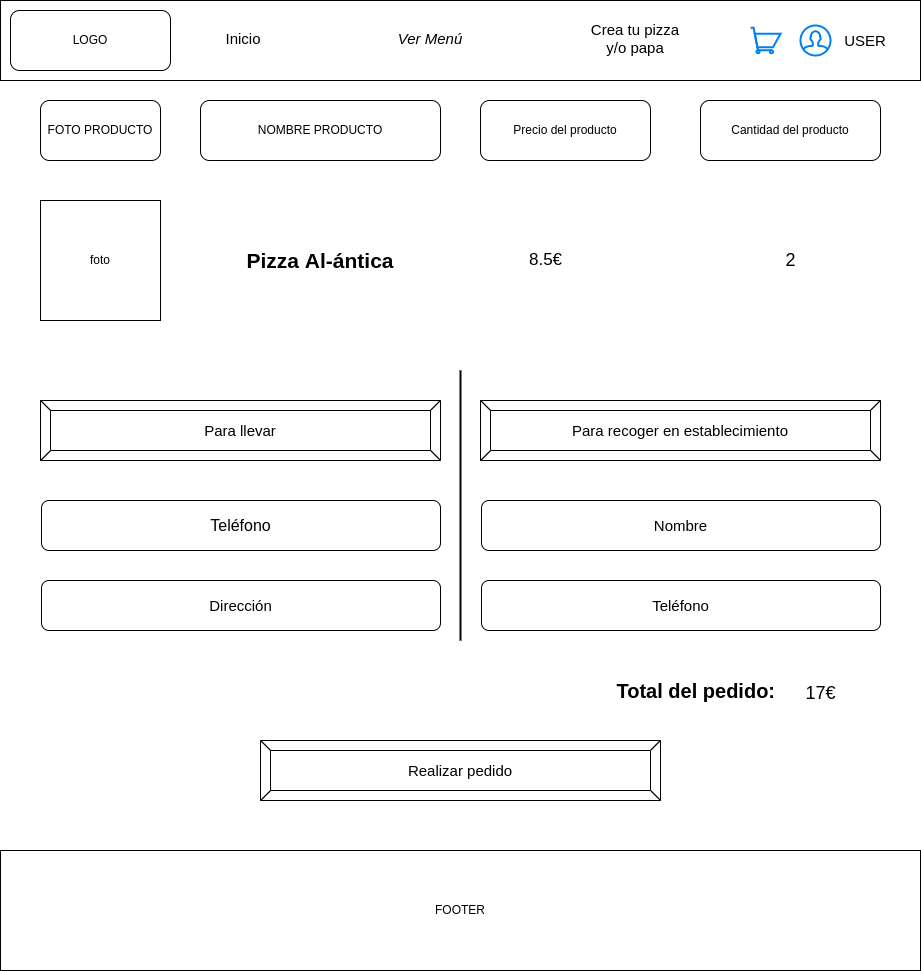 LOGO
Inicio
Ver Menú
Crea tu pizza
y/o papa
USER
FOTO PRODUCTO
NOMBRE PRODUCTO
Precio del producto
Cantidad del producto
foto
Pizza Al-ántica
8.5€
2
Para llevar
Para recoger en establecimiento
Teléfono
Nombre
Dirección
Teléfono
Total del pedido:
17€
Realizar pedido
FOOTER